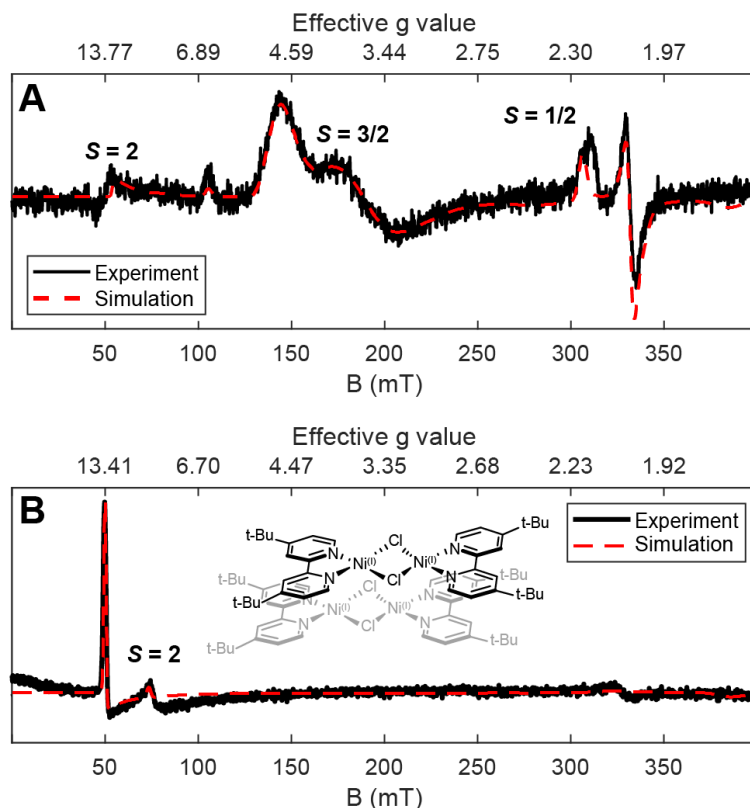 Effective g value
13.77 6.89 4.59 3.44 2.75 2.30 1.97
A
S = 2
S = 3/2
S = 1/2
Experiment
Simulation
50 100 150 200 250 300 350
B (mT)
Effective g value
13.41 6.70 4.47 3.35 2.68 2.23 1.92
B
Experiment
Simulation
t-Bu t-Bu
Cl
N Ni(I) Ni(I) N
N Cl N
t-Bu t-Bu t-Bu t-Bu
N Cl N
Ni(I) Ni(I)
N Cl N
t-Bu t-Bu
S = 2
50 100 150 200 250 300 350
B (mT)